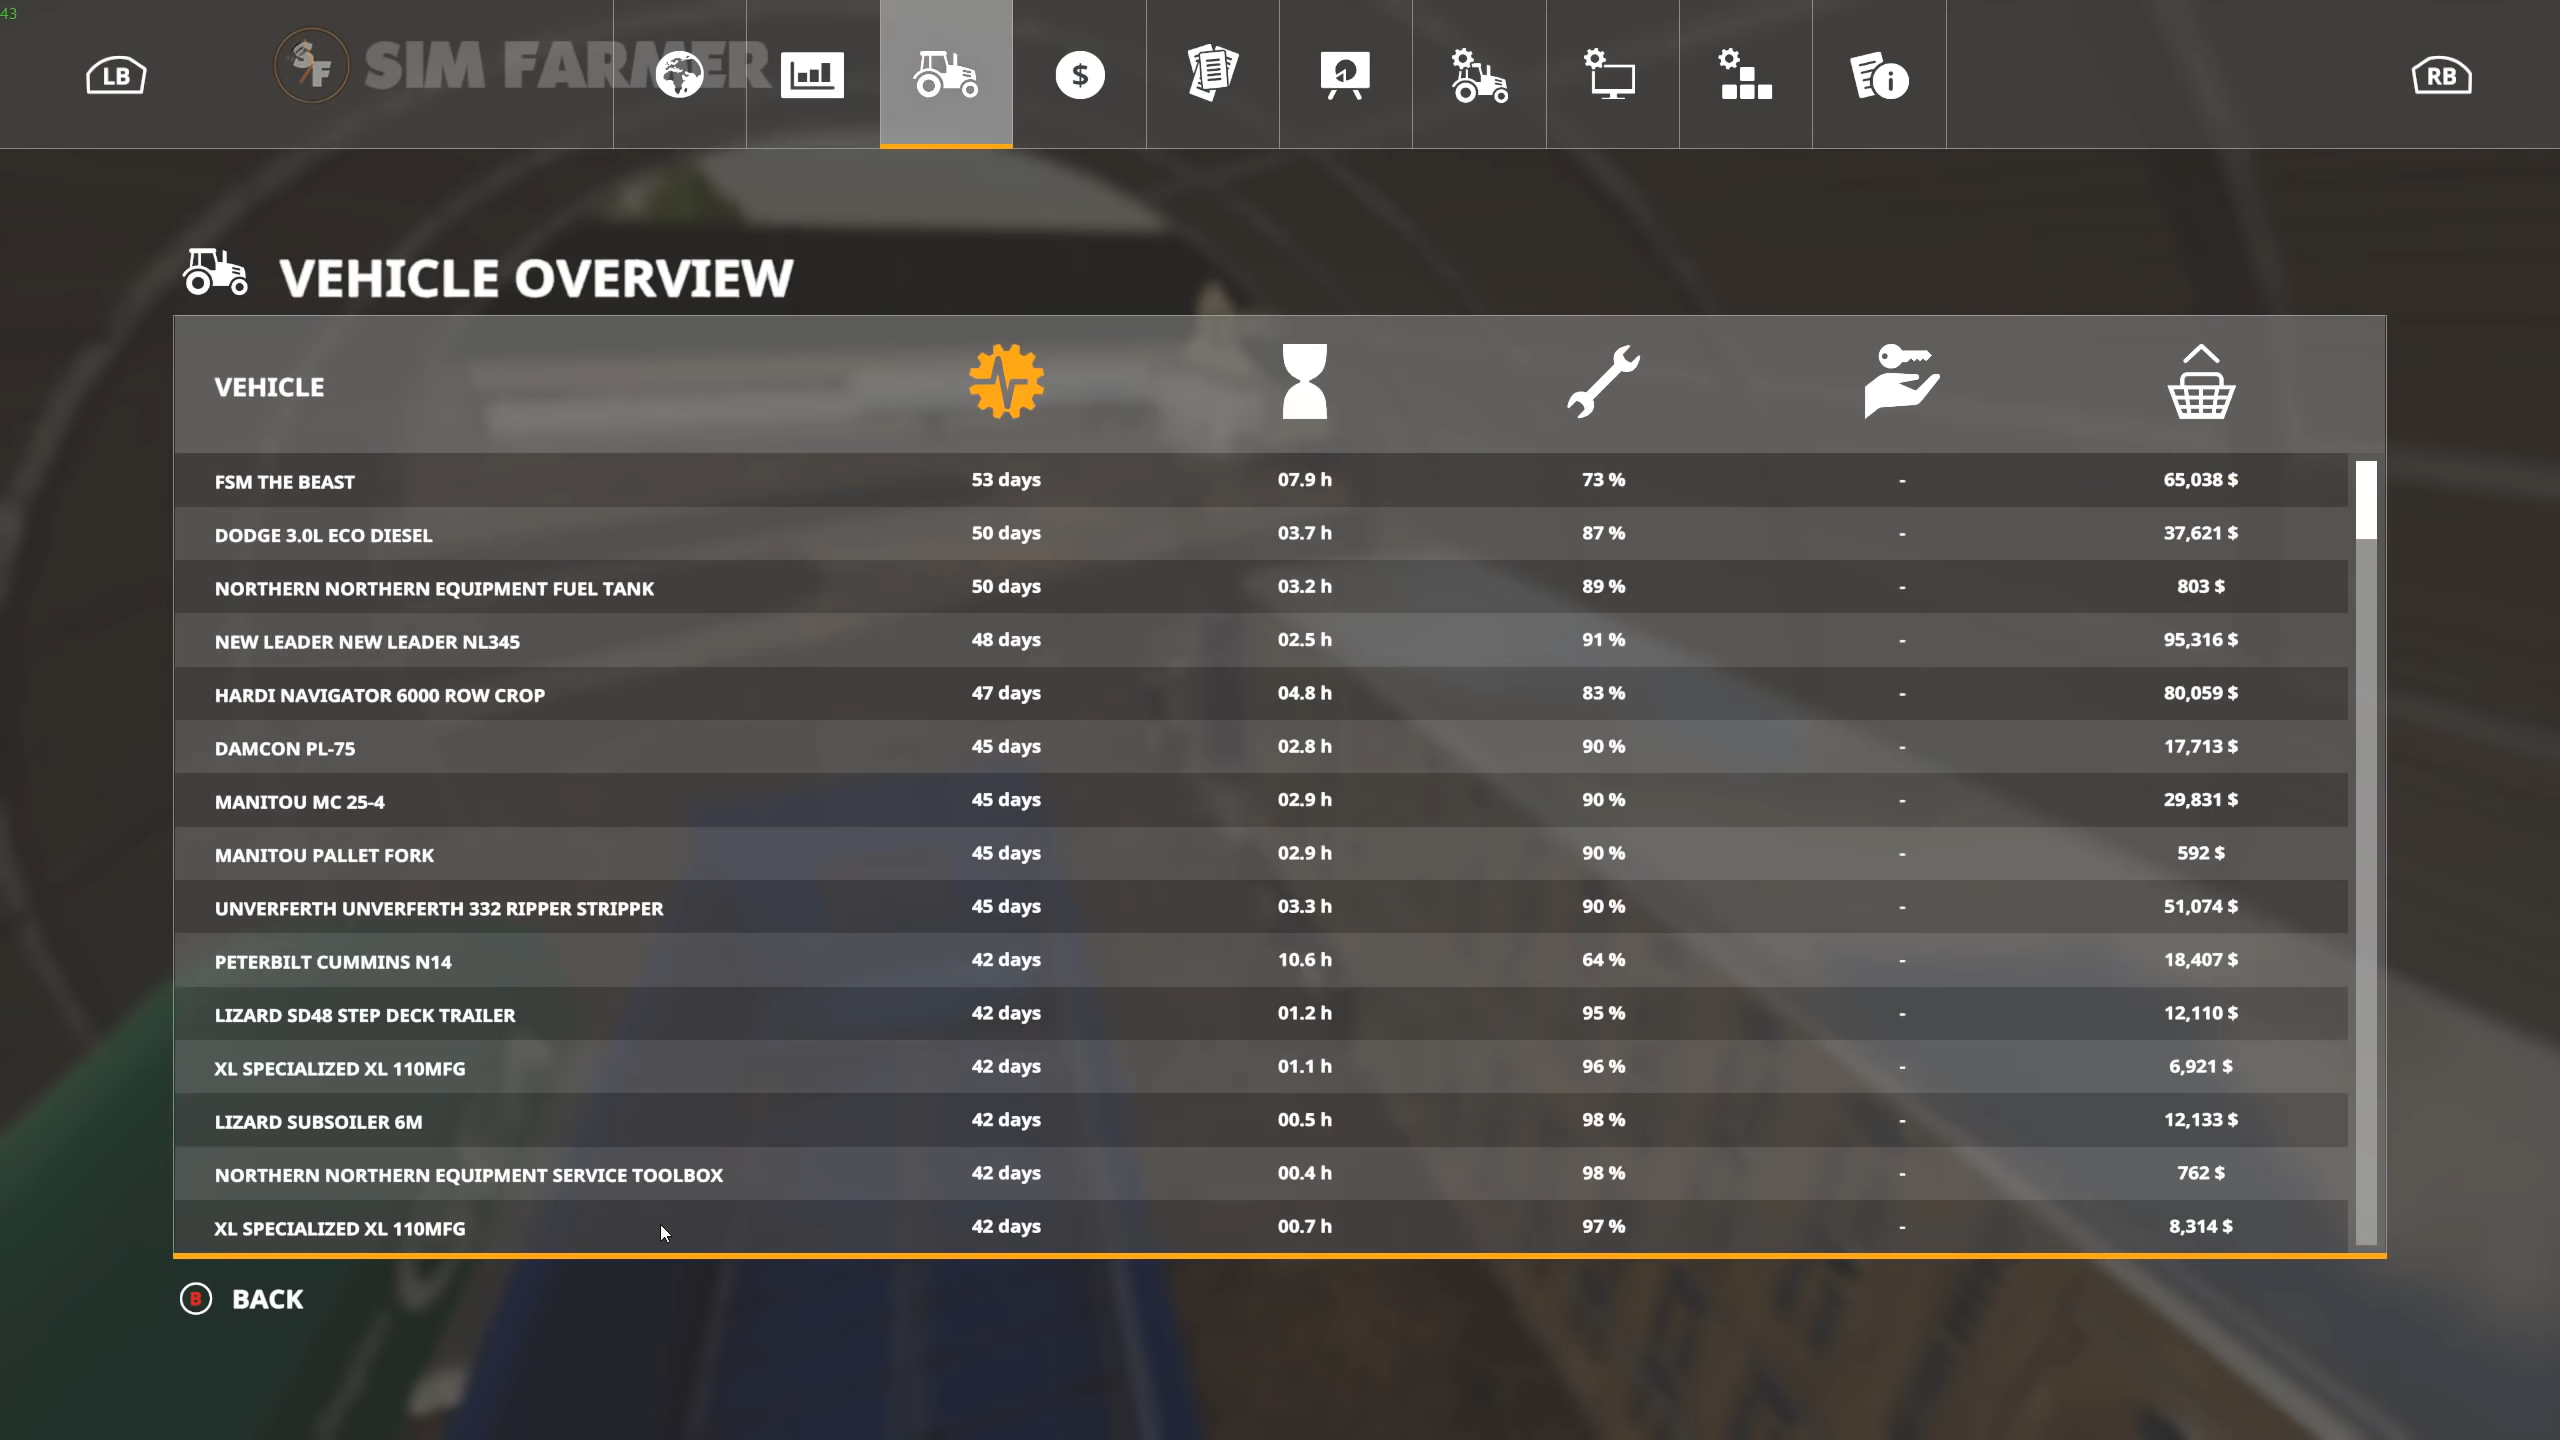 43
LB
SF SIM FARMER
RB
VEHICLE OVERVIEW
VEHICLE
FSM THE BEAST 53 days 07.9 h 73 % - 65,038 $
DODGE 3.0L ECO DIESEL 50 days 03.7 h 87 % - 37,621 $
NORTHERN NORTHERN EQUIPMENT FUEL TANK 50 days 03.2 h 89 % - 803 $
NEW LEADER NEW LEADER NL345 48 days 02.5 h 91 % - 95,316 $
HARDI NAVIGATOR 6000 ROW CROP 47 days 04.8 h 83 % - 80,059 $
DAMCON PL-75 45 days 02.8 h 90 % - 17,713 $
MANITOU MC 25-4 45 days 02.9 h 90 % - 29,831 $
MANITOU PALLET FORK 45 days 02.9 h 90 % - 592 $
UNVERFERTH UNVERFERTH 332 RIPPER STRIPPER 45 days 03.3 h 90 % - 51,074 $
PETERBILT CUMMINS N14 42 days 10.6 h 64 % - 18,407 $
LIZARD SD48 STEP DECK TRAILER 42 days 01.2 h 95 % - 12,110 $
XL SPECIALIZED XL 110MFG 42 days 01.1 h 96 % - 6,921 $
LIZARD SUBSOILER 6M 42 days 00.5 h 98 % - 12,133 $
NORTHERN NORTHERN EQUIPMENT SERVICE TOOLBOX 42 days 00.4 h 98 % - 762 $
XL SPECIALIZED XL 110MFG 42 days 00.7 h 97 % - 8,314 $
B BACK